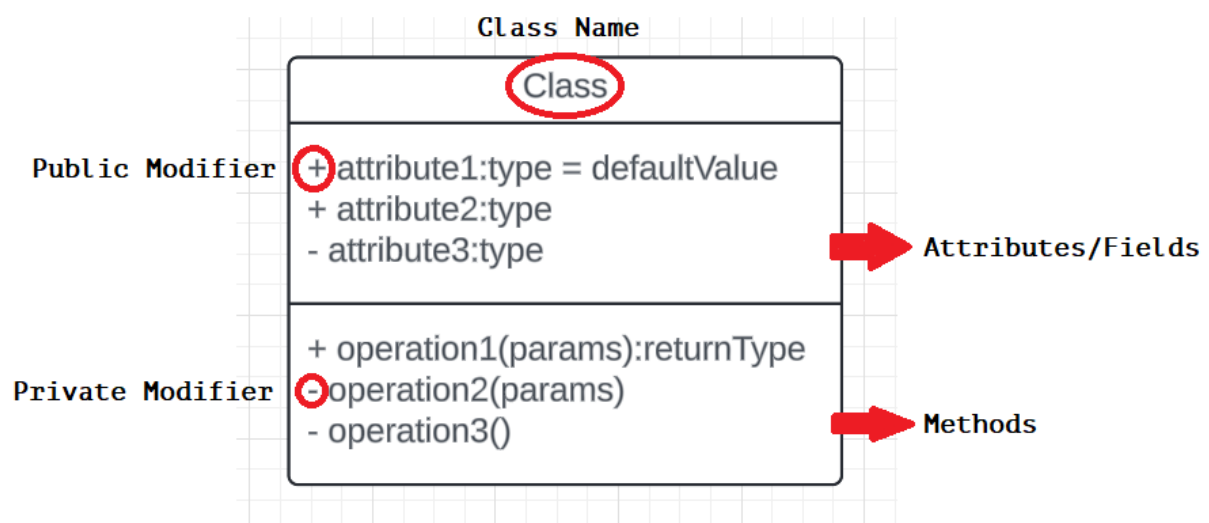 Class Name
Class
Public Modifier
+ attribute1:type = defaultValue
+ attribute2:type
- attribute3:type
Attributes/Fields
+ operation1(params):returnType
Private Modifier
- operation2(params)
- operation3()
Methods